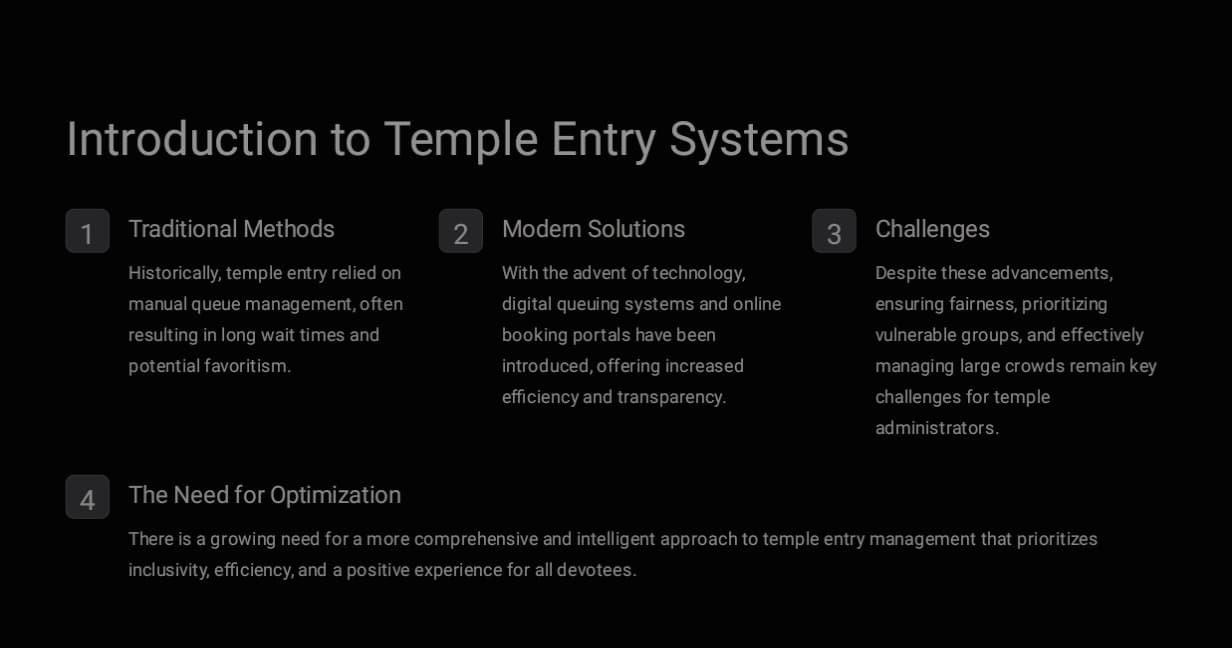 Introduction to Temple Entry Systems
1
Traditional Methods
Historically, temple entry relied on
manual queue management, often
resulting in long wait times and
potential favoritism.
2
Modern Solutions
With the advent of technology,
digital queuing systems and online
booking portals have been
introduced, offering increased
efficiency and transparency.
3
Challenges
Despite these advancements,
ensuring fairness, prioritizing
vulnerable groups, and effectively
managing large crowds remain key
challenges for temple
administrators.
4
The Need for Optimization
There is a growing need for a more comprehensive and intelligent approach to temple entry management that prioritizes
inclusivity, efficiency, and a positive experience for all devotees.